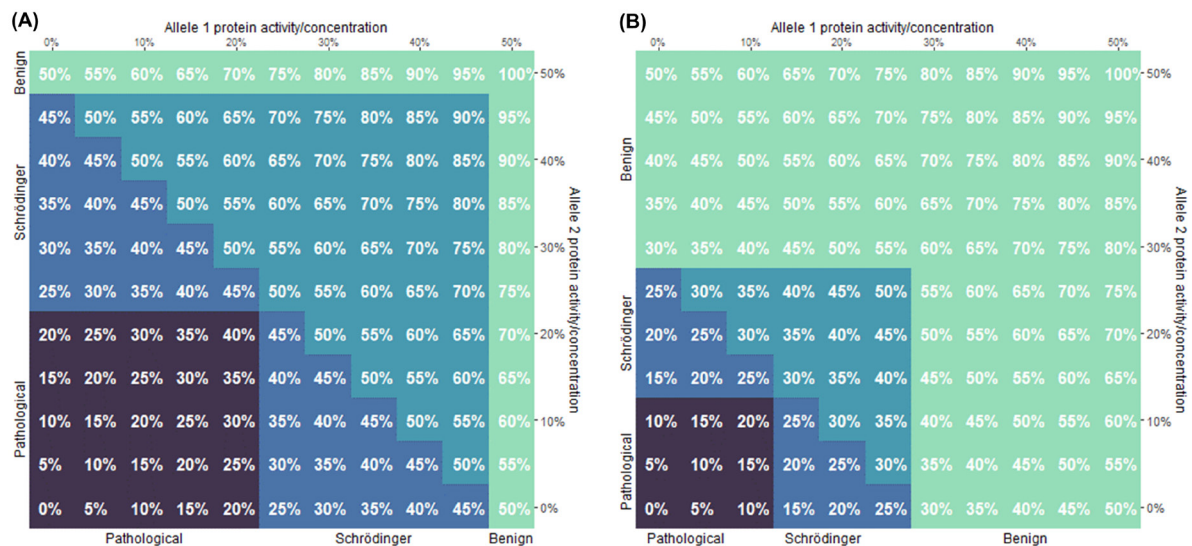 (A)
Allele 1 protein activity/concentration
0% 10% 20% 30% 40% 50%
Benign
50% 55% 60% 65% 70% 75% 80% 85% 90% 95% 100% 50%
45% 50% 55% 60% 65% 70% 75% 80% 85% 90% 95%
40% 45% 50% 55% 60% 65% 70% 75% 80% 85% 90% 40%
Schrödinger
35% 40% 45% 50% 55% 60% 65% 70% 75% 80% 85%
30% 35% 40% 45% 50% 55% 60% 65% 70% 75% 80% 30%
25% 30% 35% 40% 45% 50% 55% 60% 65% 70% 75%
20% 25% 30% 35% 40% 45% 50% 55% 60% 65% 70% 20%
15% 20% 25% 30% 35% 40% 45% 50% 55% 60% 65%
Pathological
10% 15% 20% 25% 30% 35% 40% 45% 50% 55% 60% 10%
5% 10% 15% 20% 25% 30% 35% 40% 45% 50% 55%
0% 5% 10% 15% 20% 25% 30% 35% 40% 45% 50% 0%
Allele 2 protein activity/concentration
Pathological Schrödinger Benign
(B)
Allele 1 protein activity/concentration
0% 10% 20% 30% 40% 50%
50% 55% 60% 65% 70% 75% 80% 85% 90% 95% 100% 50%
45% 50% 55% 60% 65% 70% 75% 80% 85% 90% 95%
Benign
40% 45% 50% 55% 60% 65% 70% 75% 80% 85% 90% 40%
35% 40% 45% 50% 55% 60% 65% 70% 75% 80% 85%
30% 35% 40% 45% 50% 55% 60% 65% 70% 75% 80% 30%
25% 30% 35% 40% 45% 50% 55% 60% 65% 70% 75%
Schrödinger
20% 25% 30% 35% 40% 45% 50% 55% 60% 65% 70% 20%
15% 20% 25% 30% 35% 40% 45% 50% 55% 60% 65%
10% 15% 20% 25% 30% 35% 40% 45% 50% 55% 60% 10%
Pathological
5% 10% 15% 20% 25% 30% 35% 40% 45% 50% 55%
0% 5% 10% 15% 20% 25% 30% 35% 40% 45% 50% 0%
Allele 2 protein activity/concentration
Pathological Schrödinger Benign